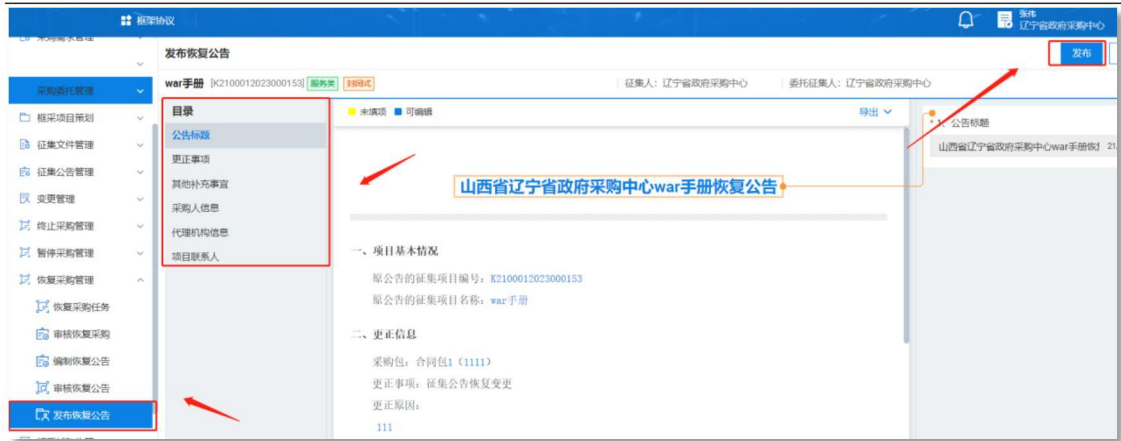 框架协议
张伟
辽宁省政府采购中心
采购需求管理
发布恢复公告
发布
采购委托管理
war手册 [K2100012023000153] 服务类 封闭式
征集人：辽宁省政府采购中心
委托征集人：辽宁省政府采购中心
框采项目策划
征集文件管理
征集公告管理
变更管理
终止采购管理
暂停采购管理
恢复采购管理
恢复采购任务
审核恢复采购
编制恢复公告
审核恢复公告
发布恢复公告
目录
公告标题
更正事项
其他补充事宜
采购人信息
代理机构信息
项目联系人
未填项 可编辑
导出
山西省辽宁省政府采购中心war手册恢复公告
一、项目基本情况
原公告的征集项目编号：K2100012023000153
原公告的征集项目名称：war手册
二、更正信息
采购包：合同包1（1111）
更正事项：征集公告恢复变更
更正原因：
111
* 1、公告标题
山西省辽宁省政府采购中心war手册恢 21